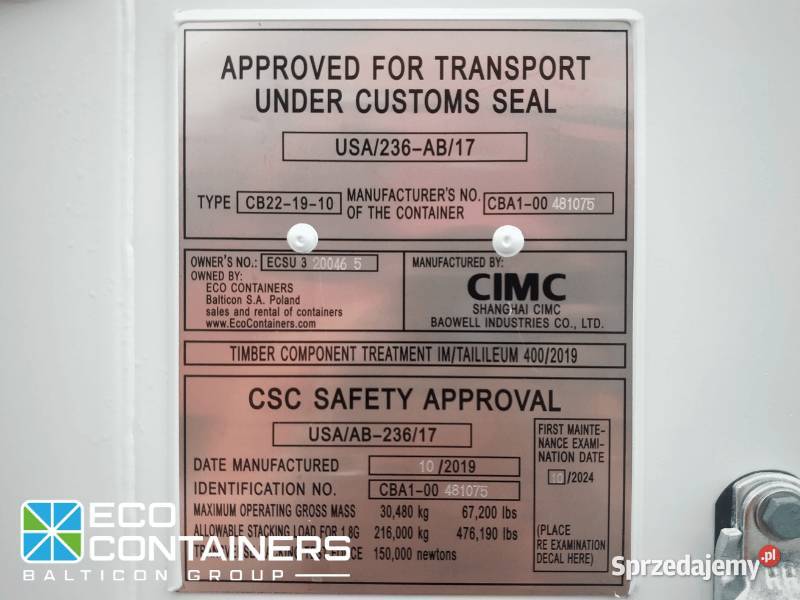 APPROVED FOR TRANSPORT
UNDER CUSTOMS SEAL
USA/236-AB/17
TYPE CB22-19-10
MANUFACTURER'S NO.
OF THE CONTAINER
CBA1-00 481075
OWNER'S NO.: ECSU 3 20046 5
OWNED BY:
ECO CONTAINERS
Balticon S.A. Poland
sales and rental of containers
www.EcoContainers.com
MANUFACTURED BY:
CIMC
SHANGHAI CIMC
BAOWELL INDUSTRIES CO., LTD.
TIMBER COMPONENT TREATMENT IM/TAILILEUM 400/2019
CSC SAFETY APPROVAL
USA/AB-236/17
DATE MANUFACTURED 10/2019
IDENTIFICATION NO. CBA1-00 481075
MAXIMUM OPERATING GROSS MASS 30,480 kg 67,200 lbs
ALLOWABLE STACKING LOAD FOR 1.8G 216,000 kg 476,190 lbs
150,000 newtons
FIRST MAINTE-
NANCE EXAMI-
NATION DATE
10/2024
(PLACE
RE EXAMINATION
DECAL HERE)
ECO
CONTAINERS
BALTICON GROUP
Sprzedajemy.pl